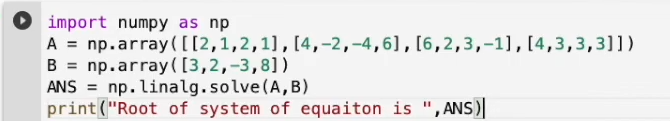 import numpy as np
A = np.array([[2,1,2,1],[4,-2,-4,6],[6,2,3,-1],[4,3,3,3]])
B = np.array([3,2,-3,8])
ANS = np.linalg.solve(A,B)
print("Root of system of equaiton is ",ANS)